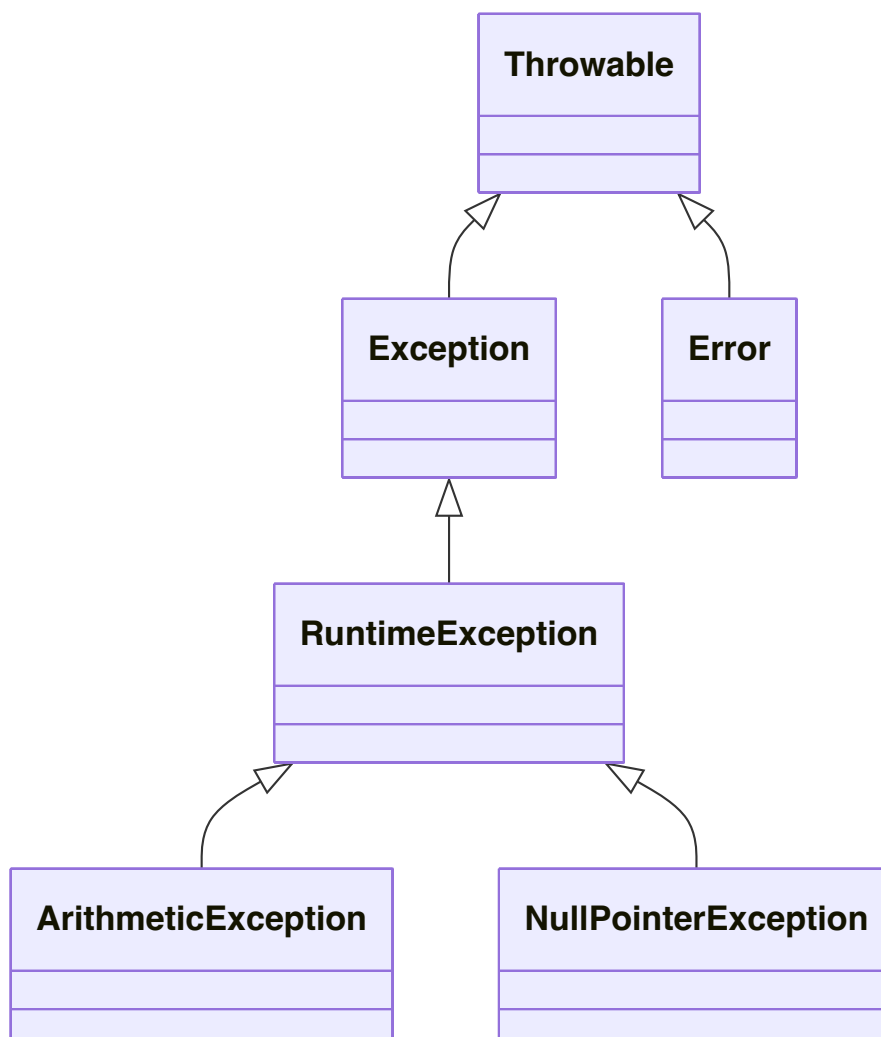 Throwable
Exception
Error
RuntimeException
ArithmeticException
NullPointerException